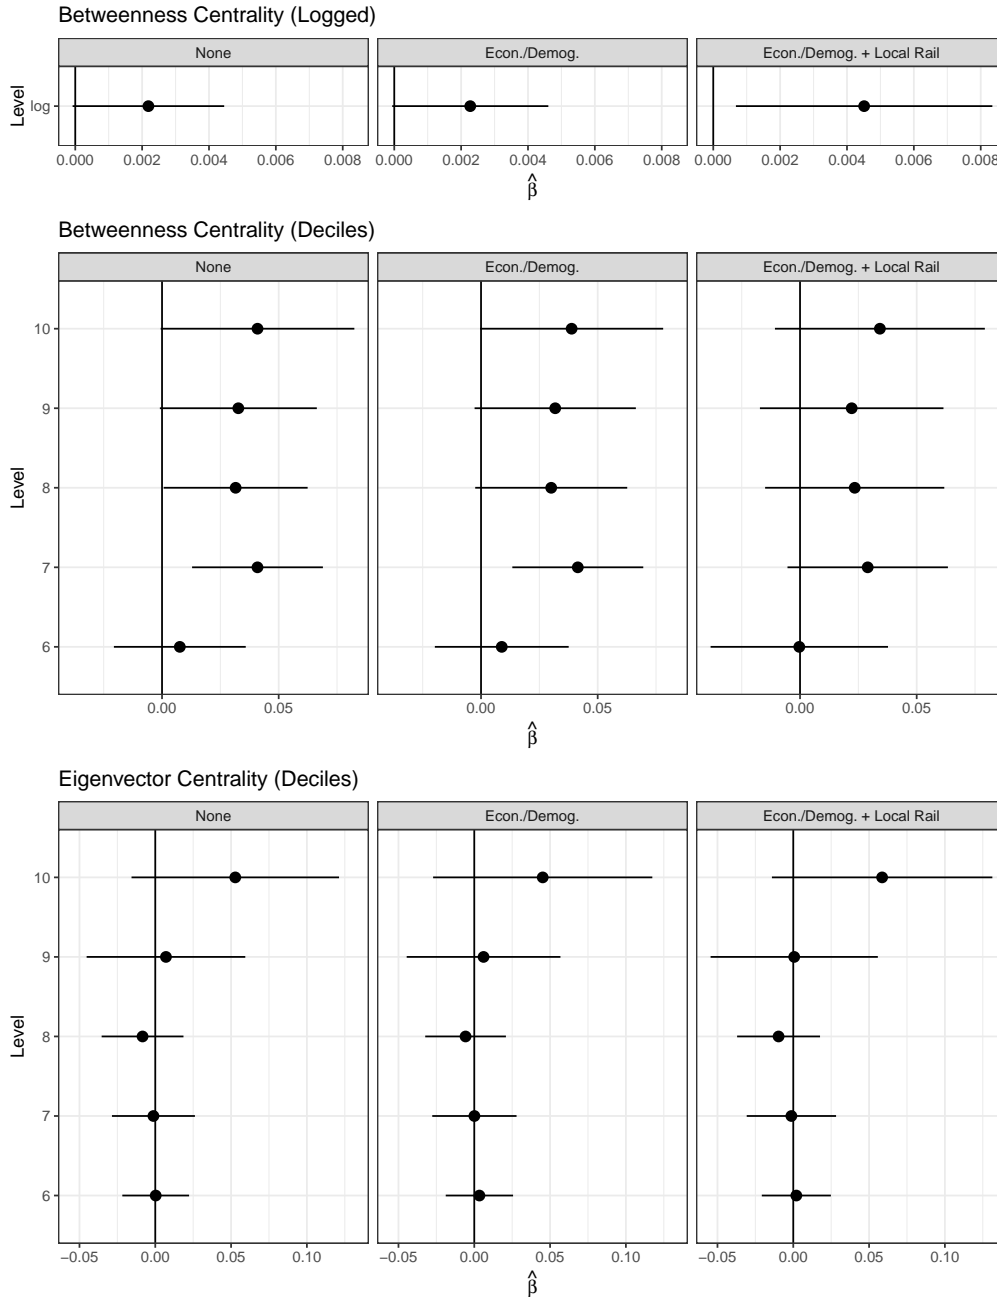 Betweenness Centrality (Logged)
None Econ./Demog. Econ./Demog. + Local Rail
Level
log
0.000 0.002 0.004 0.006 0.008 0.000 0.002 0.004 0.006 0.008 0.000 0.002 0.004 0.006 0.008
β̂
Betweenness Centrality (Deciles)
None Econ./Demog. Econ./Demog. + Local Rail
10
9
Level
8
7
6
0.00 0.05 0.00 0.05 0.00 0.05
β̂
Eigenvector Centrality (Deciles)
None Econ./Demog. Econ./Demog. + Local Rail
10
9
Level
8
7
6
−0.05 0.00 0.05 0.10 −0.05 0.00 0.05 0.10 −0.05 0.00 0.05 0.10
β̂